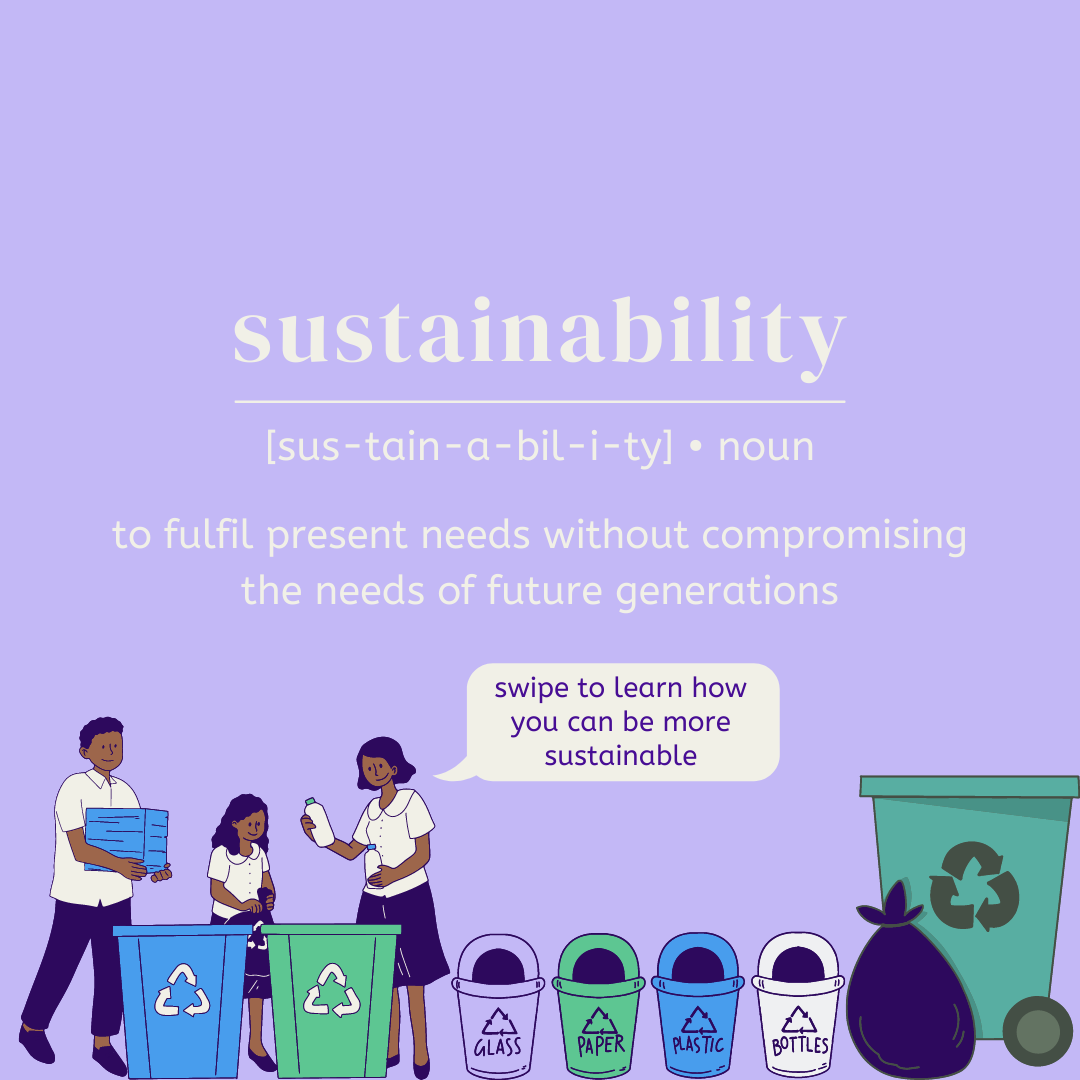 sustainability
[sus-tain-a-bil-i-ty] • noun
to fulfil present needs without compromising
the needs of future generations
swipe to learn how
you can be more
sustainable
GLASS
PAPER
PLASTIC
BOTTLES